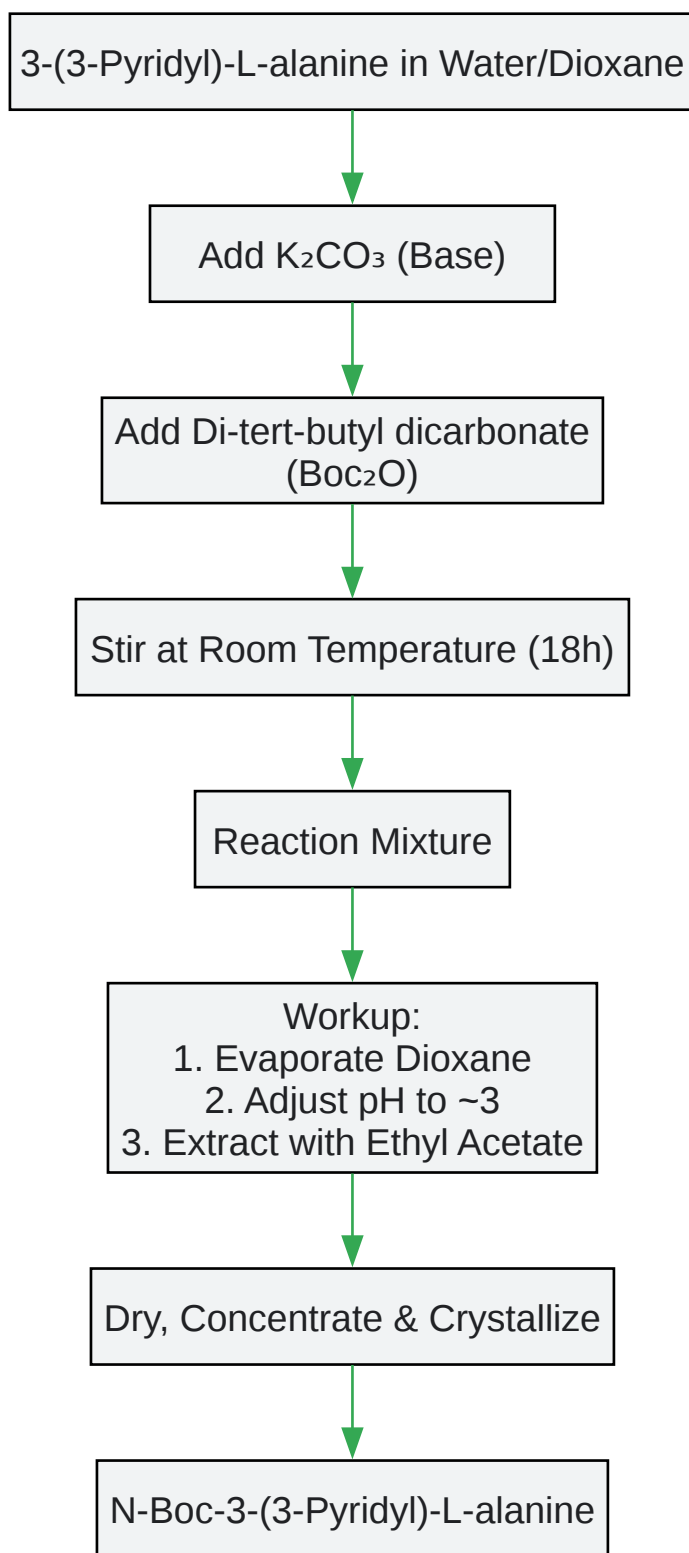 3-(3-Pyridyl)-L-alanine in Water/Dioxane
Add K₂CO₃ (Base)
Add Di-tert-butyl dicarbonate
(Boc₂O)
Stir at Room Temperature (18h)
Reaction Mixture
Workup:
1. Evaporate Dioxane
2. Adjust pH to ~3
3. Extract with Ethyl Acetate
Dry, Concentrate & Crystallize
N-Boc-3-(3-Pyridyl)-L-alanine